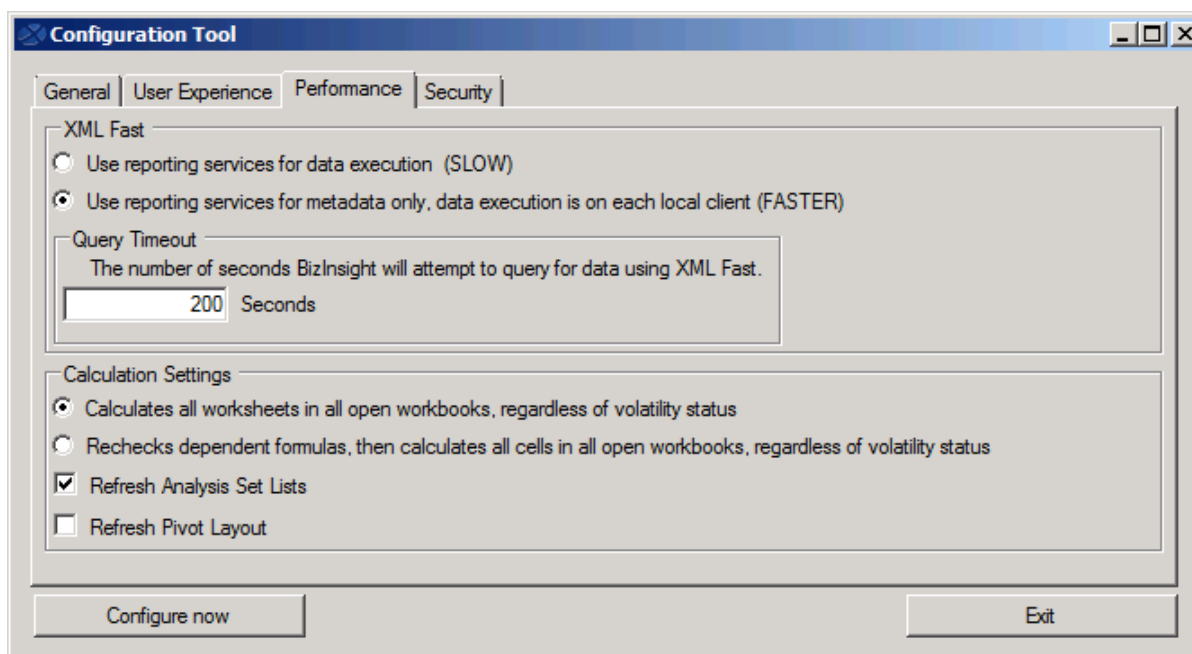 Configuration Tool
General User Experience Performance Security
XML Fast
Use reporting services for data execution (SLOW)
Use reporting services for metadata only, data execution is on each local client (FASTER)
Query Timeout
The number of seconds BizInsight will attempt to query for data using XML Fast.
200 Seconds
Calculation Settings
Calculates all worksheets in all open workbooks, regardless of volatility status
Rechecks dependent formulas, then calculates all cells in all open workbooks, regardless of volatility status
Refresh Analysis Set Lists
Refresh Pivot Layout
Configure now Exit